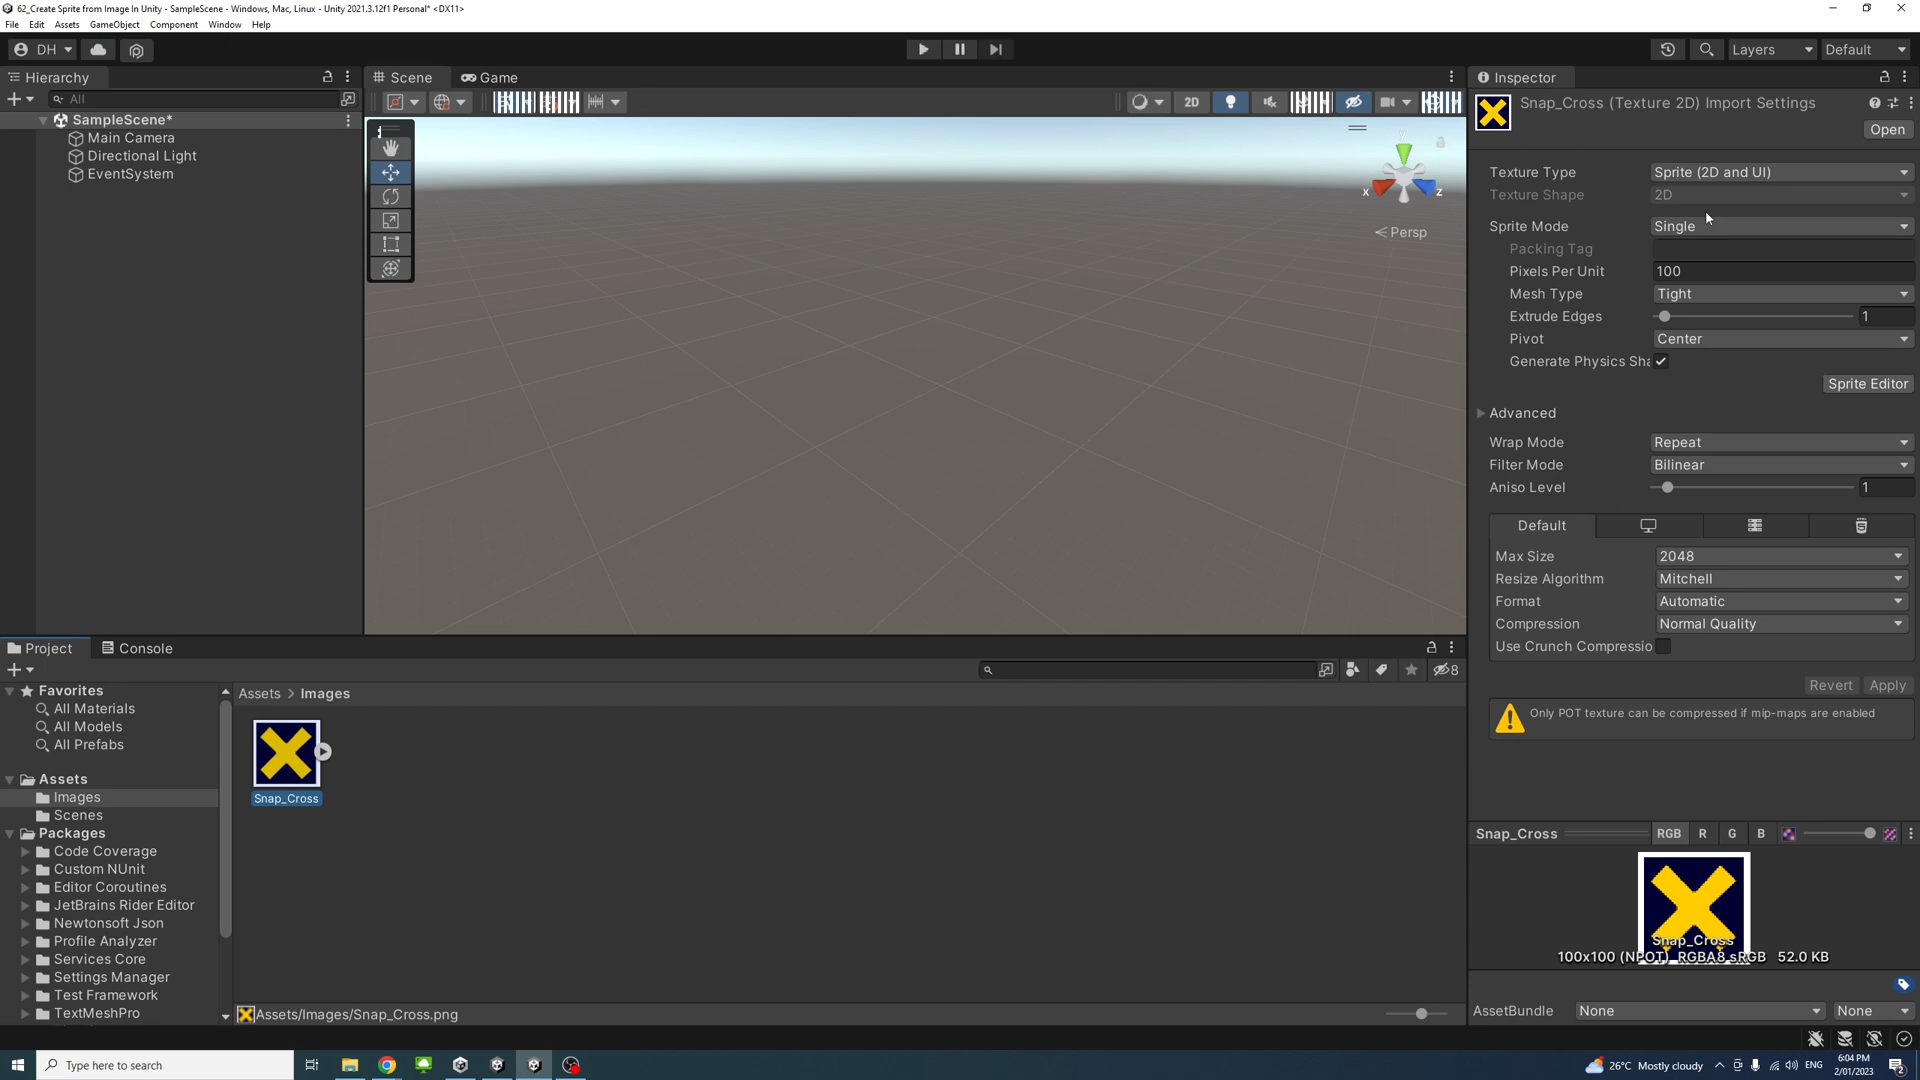 62_Create Sprite from Image In Unity - SampleScene - Windows, Mac, Linux - Unity 2021.3.12f1 Personal* <DX11>
File Edit Assets GameObject Component Window Help
DH
Layers
Default
Hierarchy
All
SampleScene*
Main Camera
Directional Light
EventSystem
Scene
Game
2D
y
x
z
Persp
Inspector
Snap_Cross (Texture 2D) Import Settings
Open
Texture Type Sprite (2D and UI)
Texture Shape 2D
Sprite Mode Single
Packing Tag
Pixels Per Unit 100
Mesh Type Tight
Extrude Edges 1
Pivot Center
Generate Physics Sha
Sprite Editor
Advanced
Wrap Mode Repeat
Filter Mode Bilinear
Aniso Level 1
Default
Max Size 2048
Resize Algorithm Mitchell
Format Automatic
Compression Normal Quality
Use Crunch Compressio
Revert Apply
Only POT texture can be compressed if mip-maps are enabled
Snap_Cross RGB R G B
Snap_Cross
100x100 (NPOT) RGBA8 sRGB 52.0 KB
AssetBundle None None
Project
Console
8
Favorites
All Materials
All Models
All Prefabs
Assets
Images
Scenes
Packages
Code Coverage
Custom NUnit
Editor Coroutines
JetBrains Rider Editor
Newtonsoft Json
Profile Analyzer
Services Core
Settings Manager
Test Framework
TextMeshPro
Assets > Images
Snap_Cross
Assets/Images/Snap_Cross.png
Type here to search
26°C Mostly cloudy
ENG
6:04 PM
2/01/2023
2